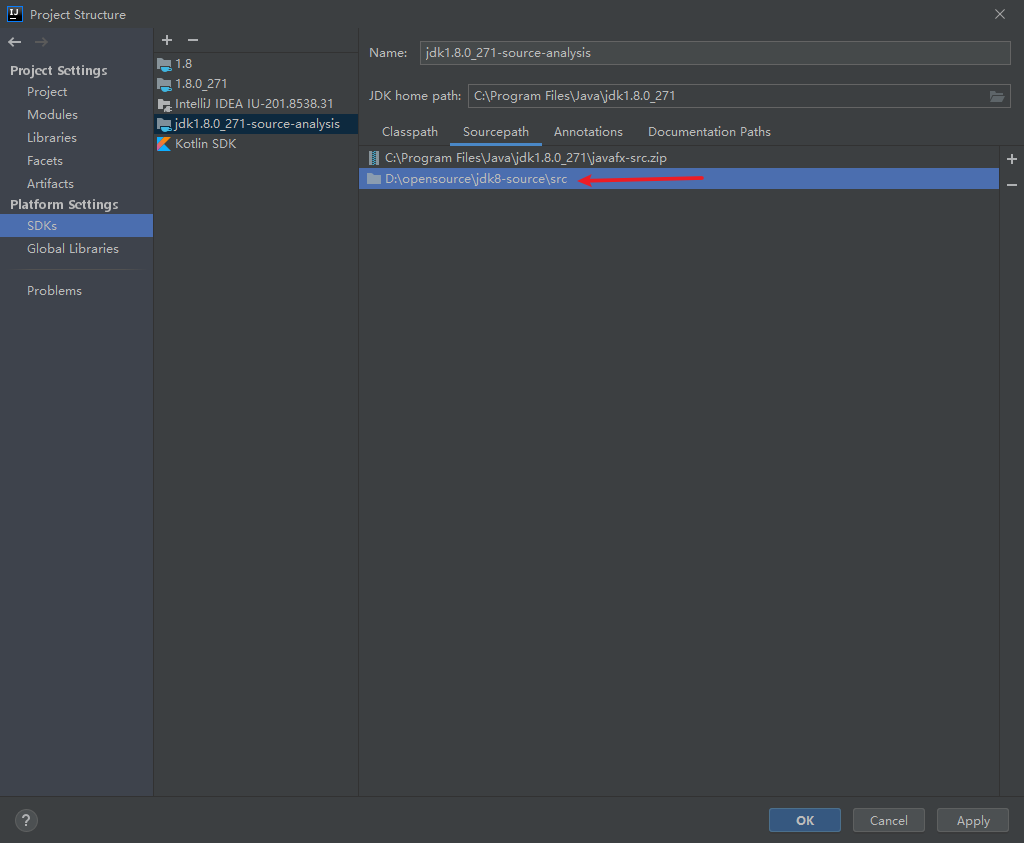 IJ Project Structure
Project Settings
Project
Modules
Libraries
Facets
Artifacts
Platform Settings
SDKs
Global Libraries
Problems
1.8
1.8.0_271
IntelliJ IDEA IU-201.8538.31
jdk1.8.0_271-source-analysis
Kotlin SDK
Name: jdk1.8.0_271-source-analysis
JDK home path: C:\Program Files\Java\jdk1.8.0_271
Classpath Sourcepath Annotations Documentation Paths
C:\Program Files\Java\jdk1.8.0_271\javafx-src.zip
D:\opensource\jdk8-source\src
? OK Cancel Apply